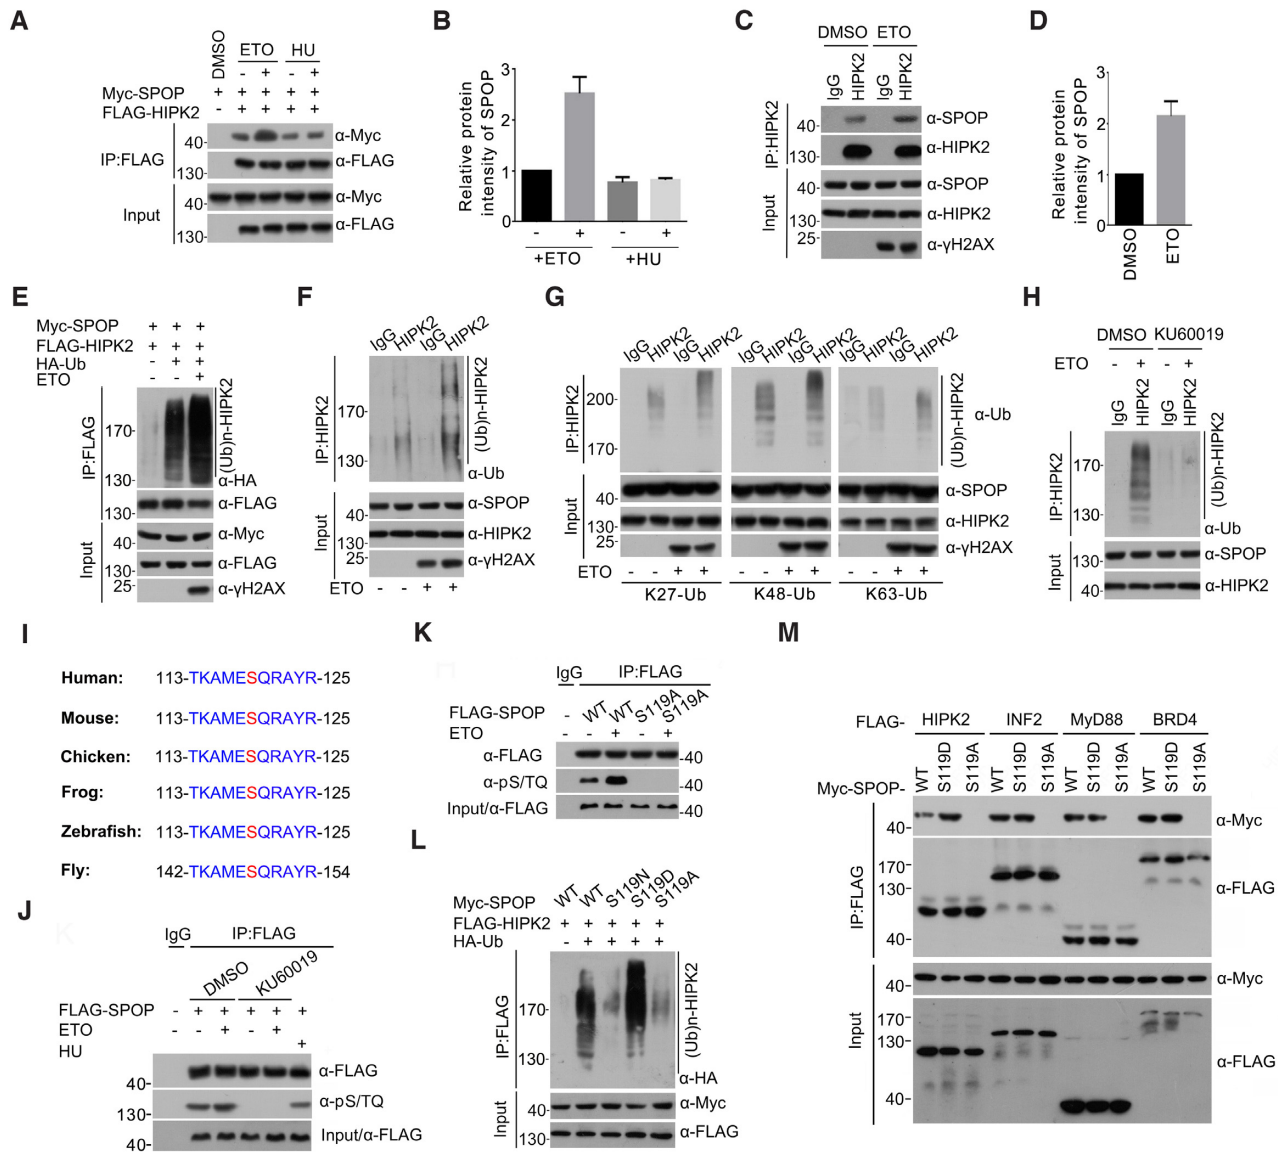 A
DMSO
ETO
HU
- + - +
Myc-SPOP + + + + +
FLAG-HIPK2 - + + + +
IP:FLAG
40-
α-Myc
130-
α-FLAG
Input
40-
α-Myc
130-
α-FLAG
B
Relative protein
intensity of SPOP
3
2
1
0
- + - +
+ETO
+HU
C
DMSO ETO
IgG HIPK2 IgG HIPK2
IP:HIPK2
40-
α-SPOP
130-
α-HIPK2
Input
40-
α-SPOP
130-
α-HIPK2
25-
α-γH2AX
D
Relative protein
intensity of SPOP
3
2
1
0
DMSO
ETO
E
Myc-SPOP + + +
FLAG-HIPK2 + + +
HA-Ub - + +
ETO - - +
IP:FLAG
170-
130-
(Ub)n-HIPK2
α-HA
130-
α-FLAG
Input
40-
α-Myc
130-
α-FLAG
25-
α-γH2AX
F
IgG HIPK2 IgG HIPK2
IP:HIPK2
170-
130-
(Ub)n-HIPK2
α-Ub
Input
40-
α-SPOP
130-
α-HIPK2
25-
α-γH2AX
ETO - - + +
G
IgG HIPK2 IgG HIPK2 IgG HIPK2 IgG HIPK2 IgG HIPK2 IgG HIPK2
IP:HIPK2
200-
170-
(Ub)n-HIPK2
α-Ub
Input
40-
α-SPOP
130-
α-HIPK2
25-
α-γH2AX
ETO - - + + - - + + - - + +
K27-Ub K48-Ub K63-Ub
H
DMSO KU60019
ETO - + - +
IgG HIPK2 IgG HIPK2
IP:HIPK2
170-
130-
(Ub)n-HIPK2
α-Ub
Input
130-
α-SPOP
40-
α-HIPK2
I
Human: 113-TKAMESQRAYR-125
Mouse: 113-TKAMESQRAYR-125
Chicken: 113-TKAMESQRAYR-125
Frog: 113-TKAMESQRAYR-125
Zebrafish: 113-TKAMESQRAYR-125
Fly: 142-TKAMESQRAYR-154
J
IgG IP:FLAG
DMSO KU60019
FLAG-SPOP - + + + + +
ETO - - + - +
HU +
40-
α-FLAG
130-
α-pS/TQ
40-
Input/α-FLAG
K
IgG IP:FLAG
FLAG-SPOP - WT WT S119A S119A
ETO - + - +
α-FLAG -40
α-pS/TQ -40
Input/α-FLAG -40
L
Myc-SPOP WT WT S119N S119D S119A
FLAG-HIPK2 + + + + +
HA-Ub - + + + +
IP:FLAG
170-
130-
(Ub)n-HIPK2
α-HA
Input
40-
α-Myc
130-
α-FLAG
M
FLAG- HIPK2 INF2 MyD88 BRD4
Myc-SPOP- WT S119D S119A WT S119D S119A WT S119D S119A WT S119D S119A
IP:FLAG
40-
α-Myc
170-
130-
α-FLAG
40-
Input
40-
α-Myc
170-
130-
α-FLAG
40-